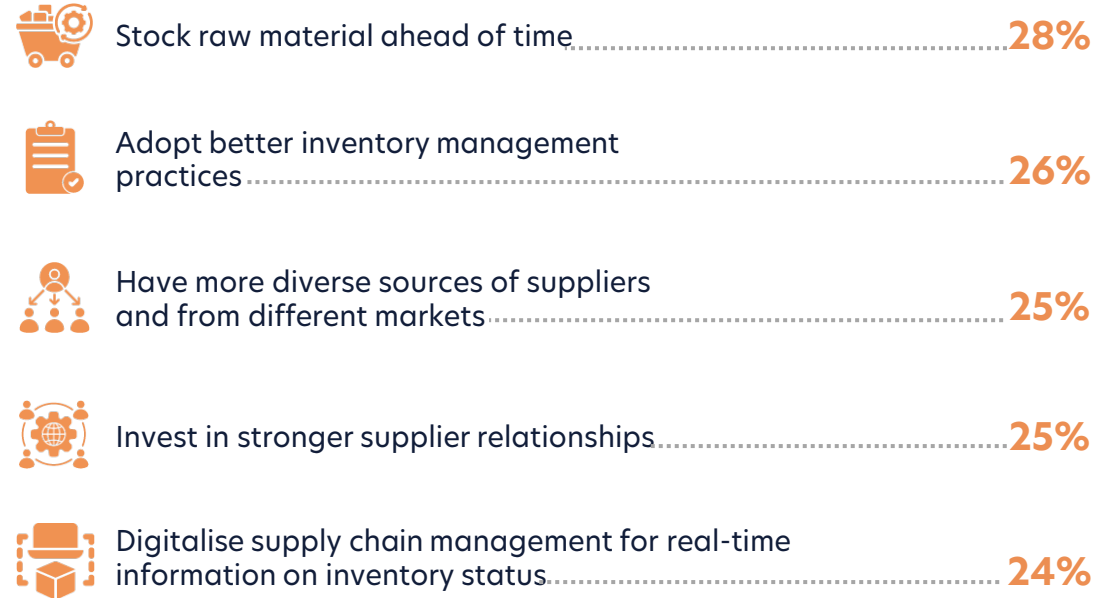 Stock raw material ahead of time 28%
Adopt better inventory management
practices 26%
Have more diverse sources of suppliers
and from different markets 25%
Invest in stronger supplier relationships 25%
Digitalise supply chain management for real-time
information on inventory status 24%